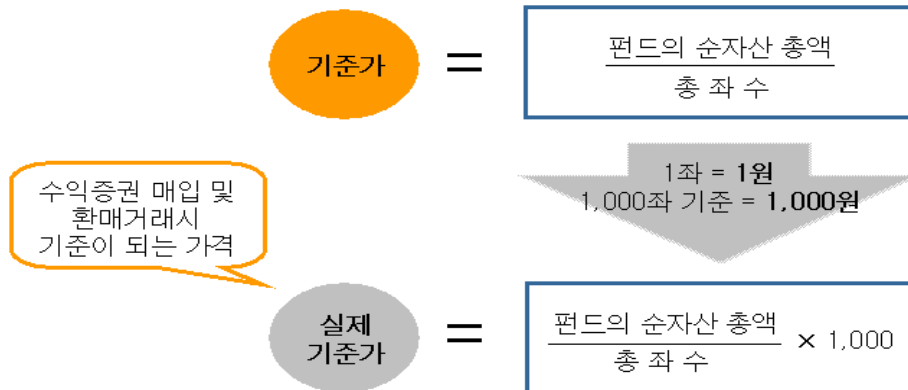 기준가 = 펀드의 순자산 총액
총 좌 수
1좌 = 1원
1,000좌 기준 = 1,000원
수익증권 매입 및
환매거래시
기준이 되는 가격
실제
기준가
= 펀드의 순자산 총액
총 좌 수
× 1,000